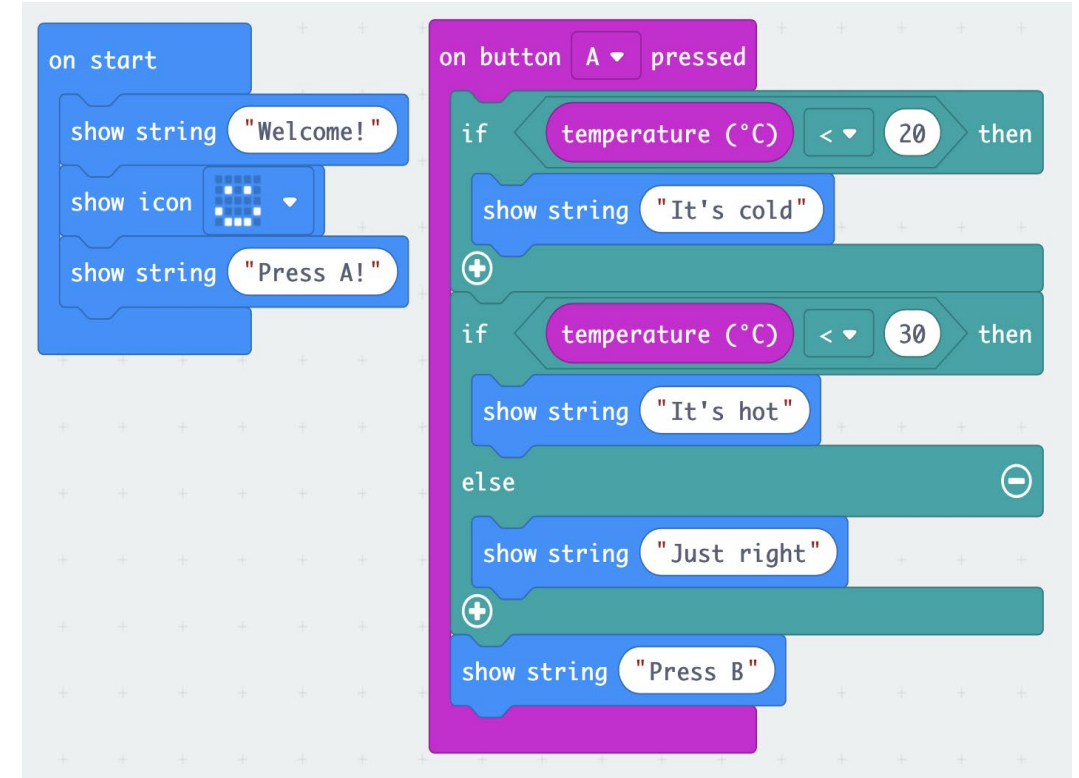 on start
show string "Welcome!"
show icon
show string "Press A!"
on button A pressed
if temperature (°C) < 20 then
show string "It's cold"
if temperature (°C) < 30 then
show string "It's hot"
else
show string "Just right"
show string "Press B"